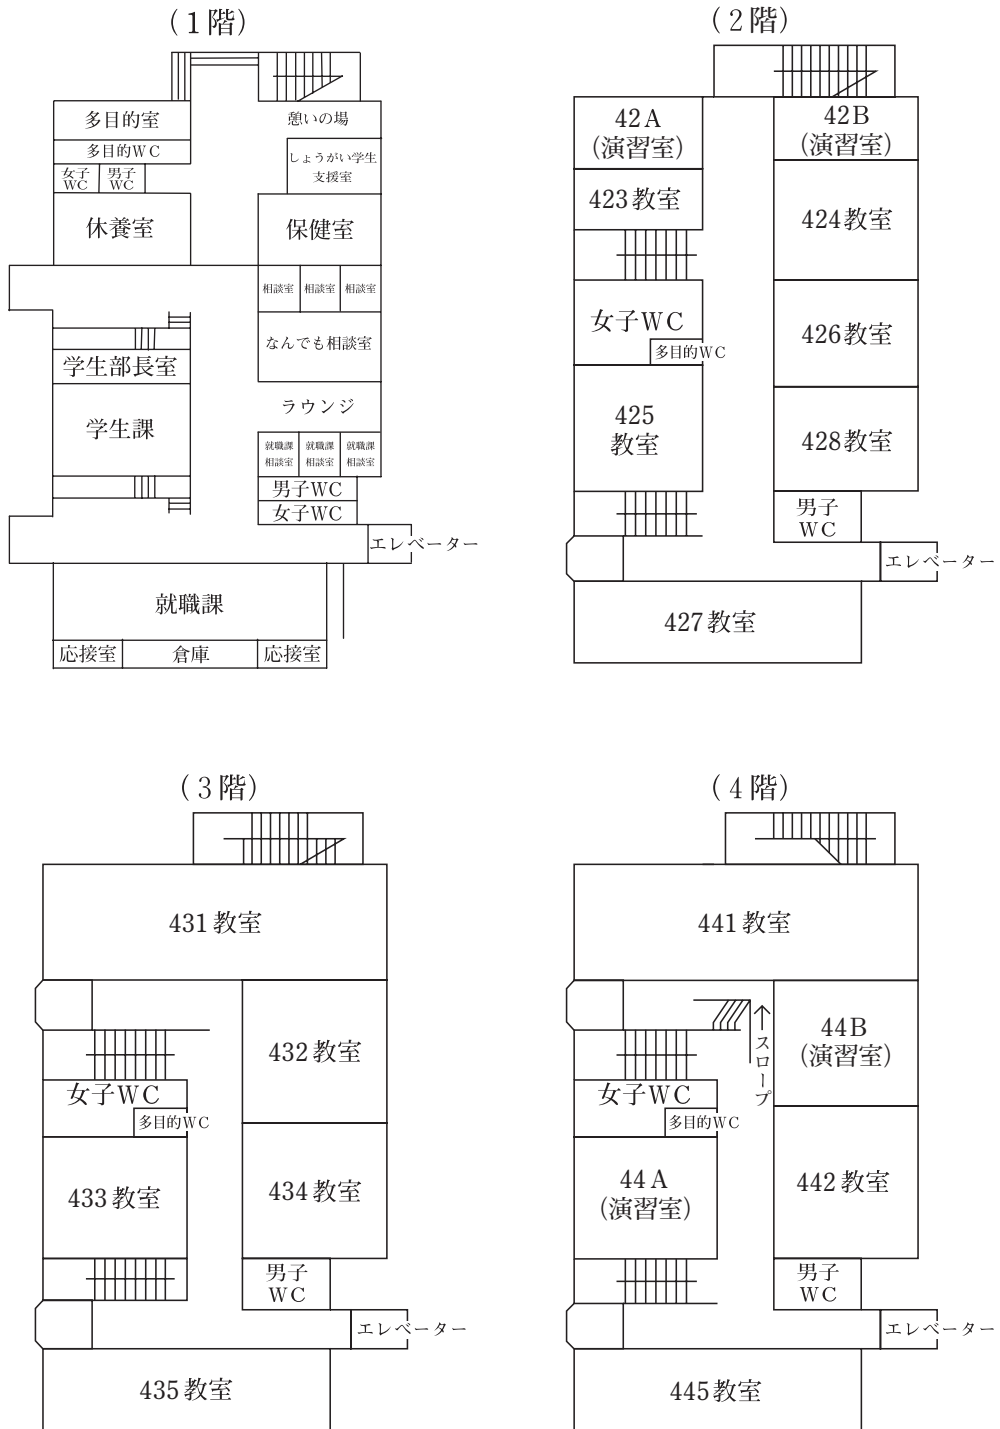 (1階)
多目的室
憩いの場
多目的WC
しょうがい学生
支援室
女子
WC
男子
WC
休養室
保健室
相談室
相談室
相談室
なんでも相談室
学生部長室
ラウンジ
学生課
就職課
相談室
就職課
相談室
就職課
相談室
男子WC
女子WC
エレベーター
就職課
応接室
倉庫
応接室
(2階)
42A
(演習室)
42B
(演習室)
423教室
424教室
女子WC
多目的WC
426教室
425
教室
428教室
男子
WC
エレベーター
427教室
(3階)
431教室
432教室
女子WC
多目的WC
433教室
434教室
男子
WC
エレベーター
435教室
(4階)
441教室
スロープ
44B
(演習室)
女子WC
多目的WC
44A
(演習室)
442教室
男子
WC
エレベーター
445教室